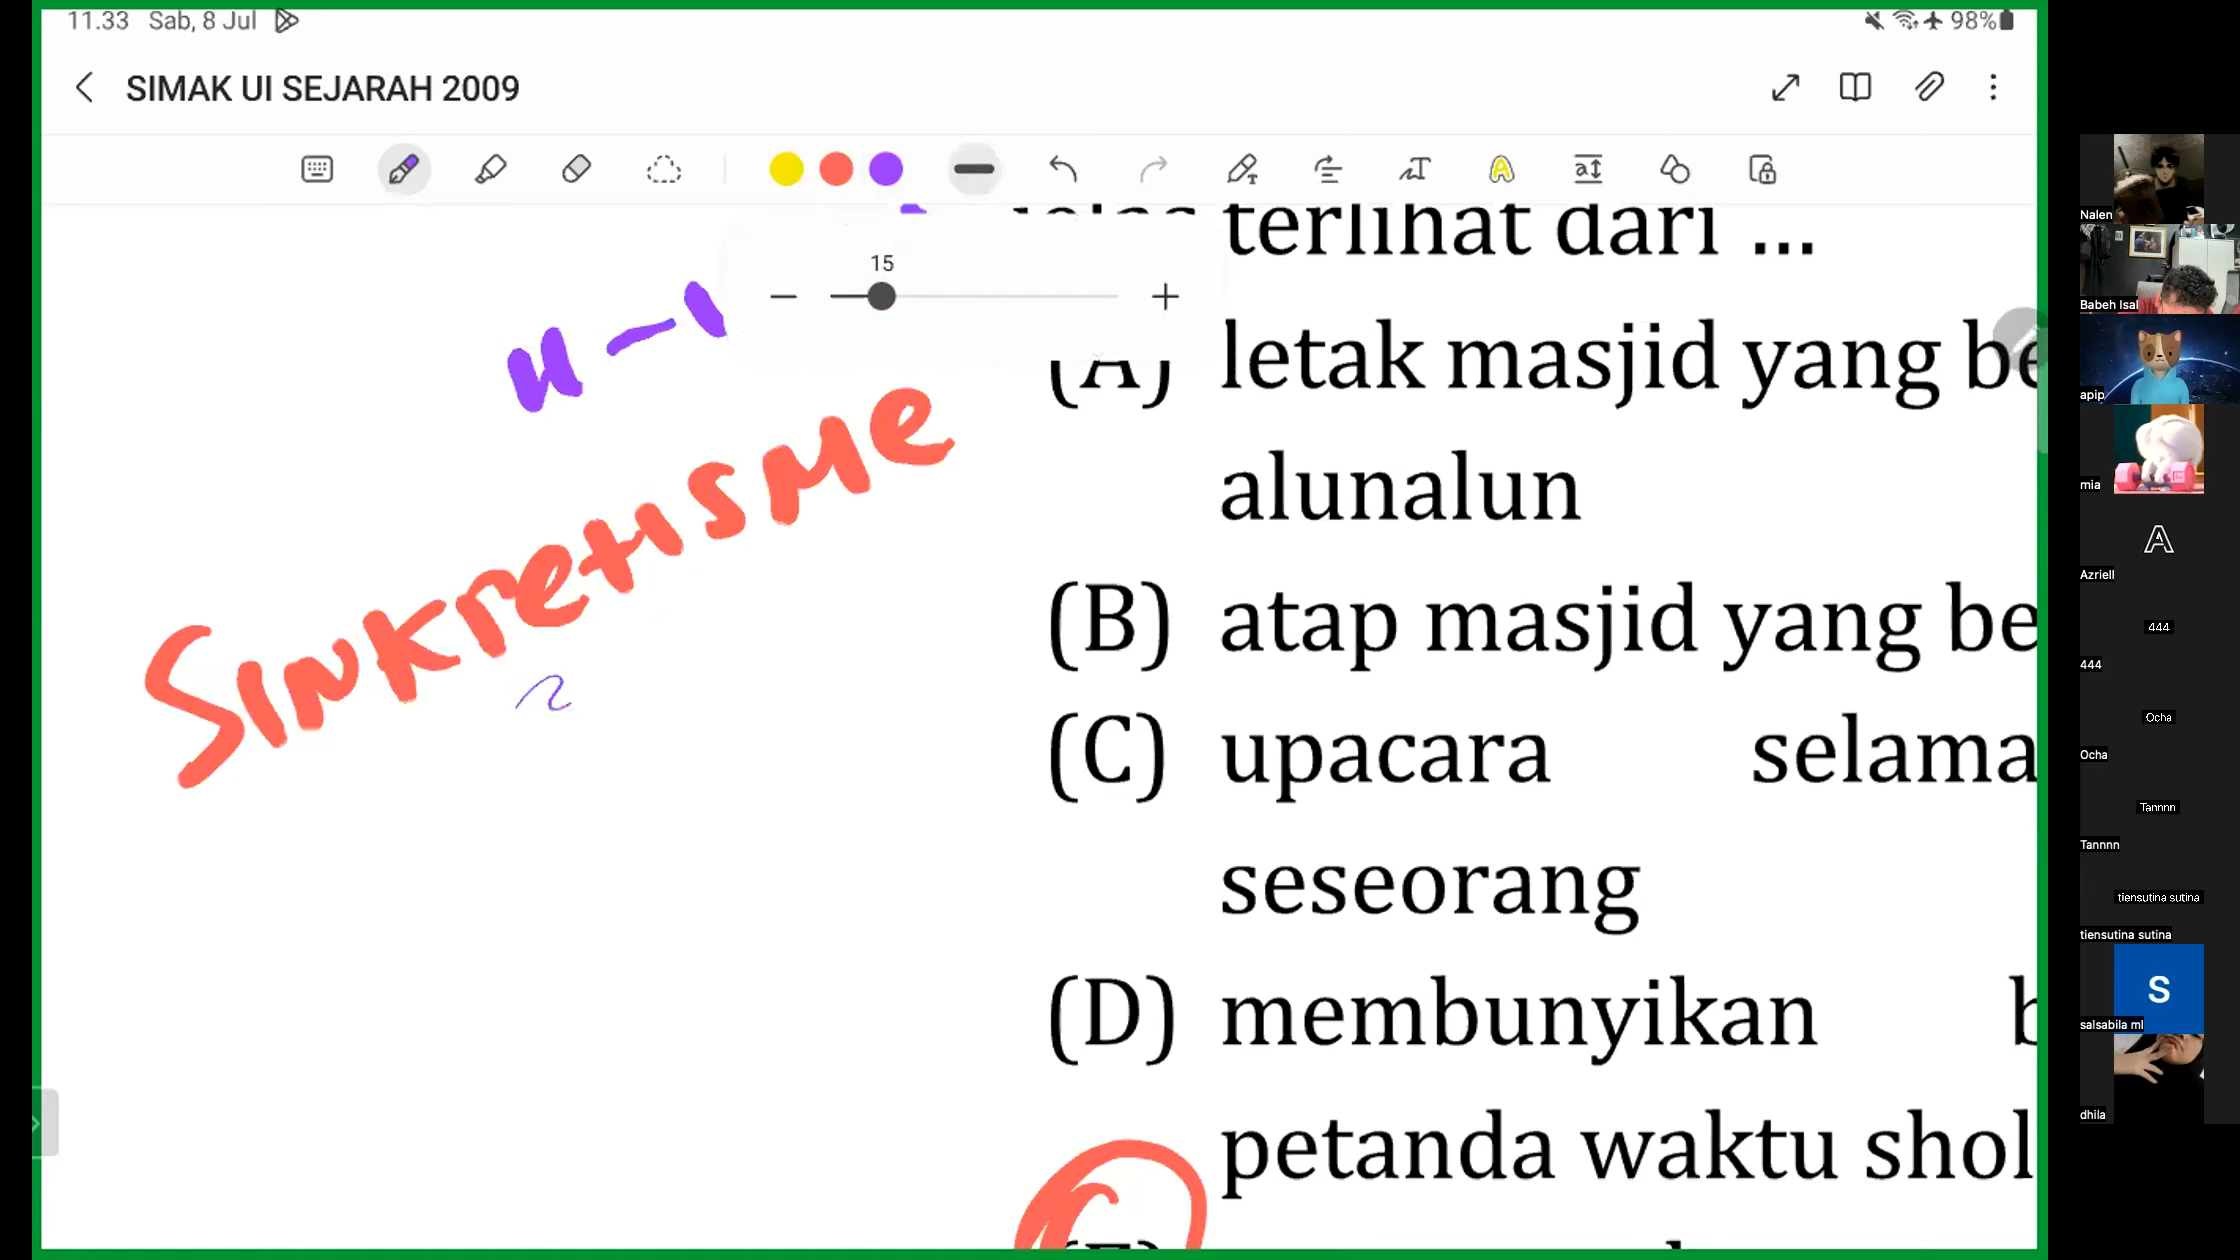 11.33 Sab, 8 Jul
98%
SIMAK UI SEJARAH 2009
terlihat dari ...
15
(A) letak masjid yang be
alunalun
SINKRETISME
(B) atap masjid yang be
(C) upacara selama
seseorang
(D) membunyikan b
petanda waktu shol
Nalen
Babeh Isal
apip
mia
A
Azriell
444
444
Ocha
Ocha
Tannnn
Tannnn
tiensutina sutina
tiensutina sutina
S
salsabila ml
dhila